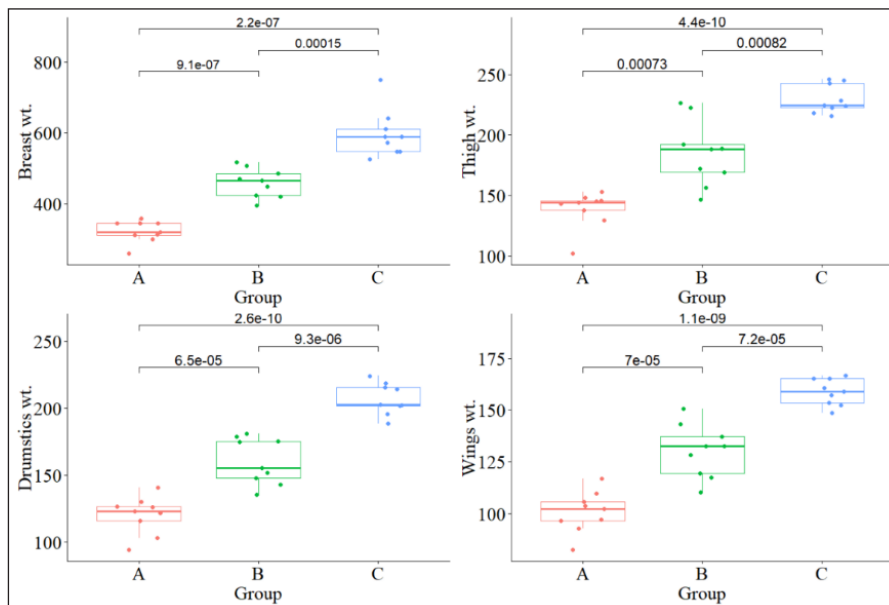 2.2e-07
0.00015
9.1e-07
800
600
400
Breast wt.
A B C
Group
4.4e-10
0.00082
0.00073
250
200
150
100
Thigh wt.
A B C
Group
2.6e-10
9.3e-06
6.5e-05
250
200
150
100
Drumstics wt.
A B C
Group
1.1e-09
7.2e-05
7e-05
175
150
125
100
Wings wt.
A B C
Group